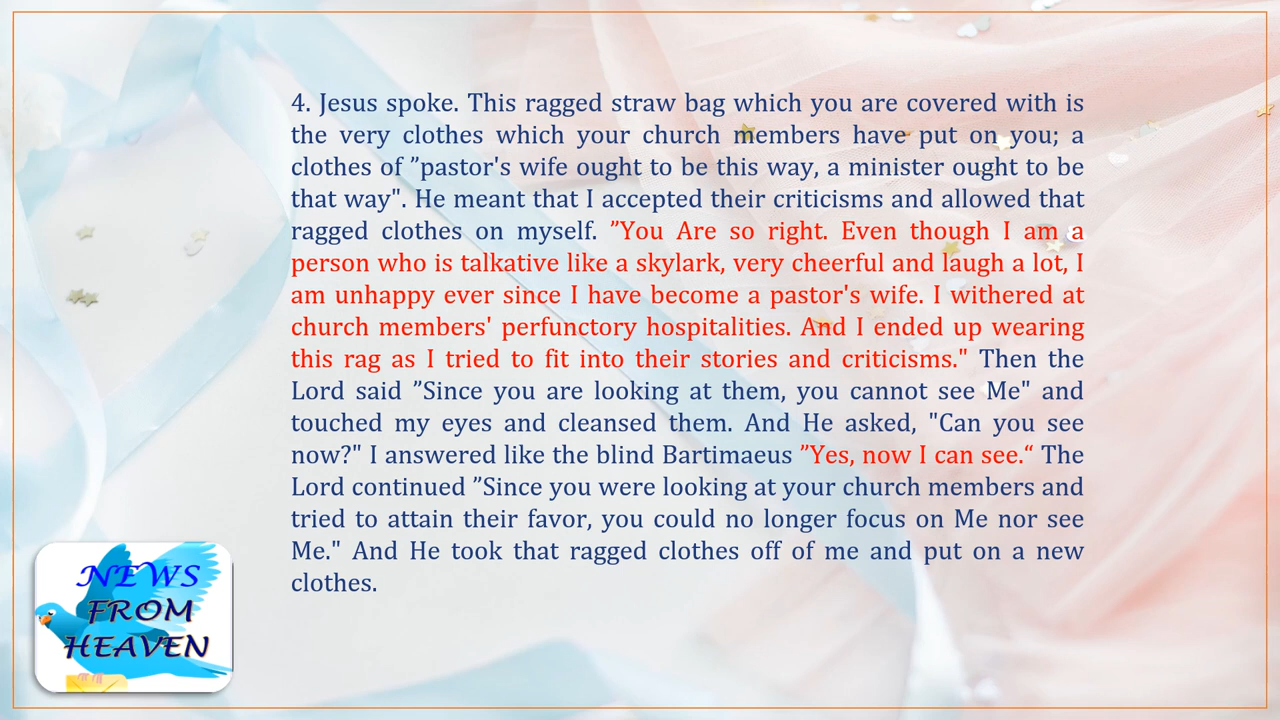 4. Jesus spoke. This ragged straw bag which you are covered with is
the very clothes which your church members have put on you; a
clothes of ”pastor's wife ought to be this way, a minister ought to be
that way". He meant that I accepted their criticisms and allowed that
ragged clothes on myself. ”You Are so right. Even though I am a
person who is talkative like a skylark, very cheerful and laugh a lot, I
am unhappy ever since I have become a pastor's wife. I withered at
church members' perfunctory hospitalities. And I ended up wearing
this rag as I tried to fit into their stories and criticisms." Then the
Lord said ”Since you are looking at them, you cannot see Me" and
touched my eyes and cleansed them. And He asked, "Can you see
now?" I answered like the blind Bartimaeus ”Yes, now I can see.“ The
Lord continued ”Since you were looking at your church members and
tried to attain their favor, you could no longer focus on Me nor see
Me." And He took that ragged clothes off of me and put on a new
clothes.
NEWS
FROM
HEAVEN